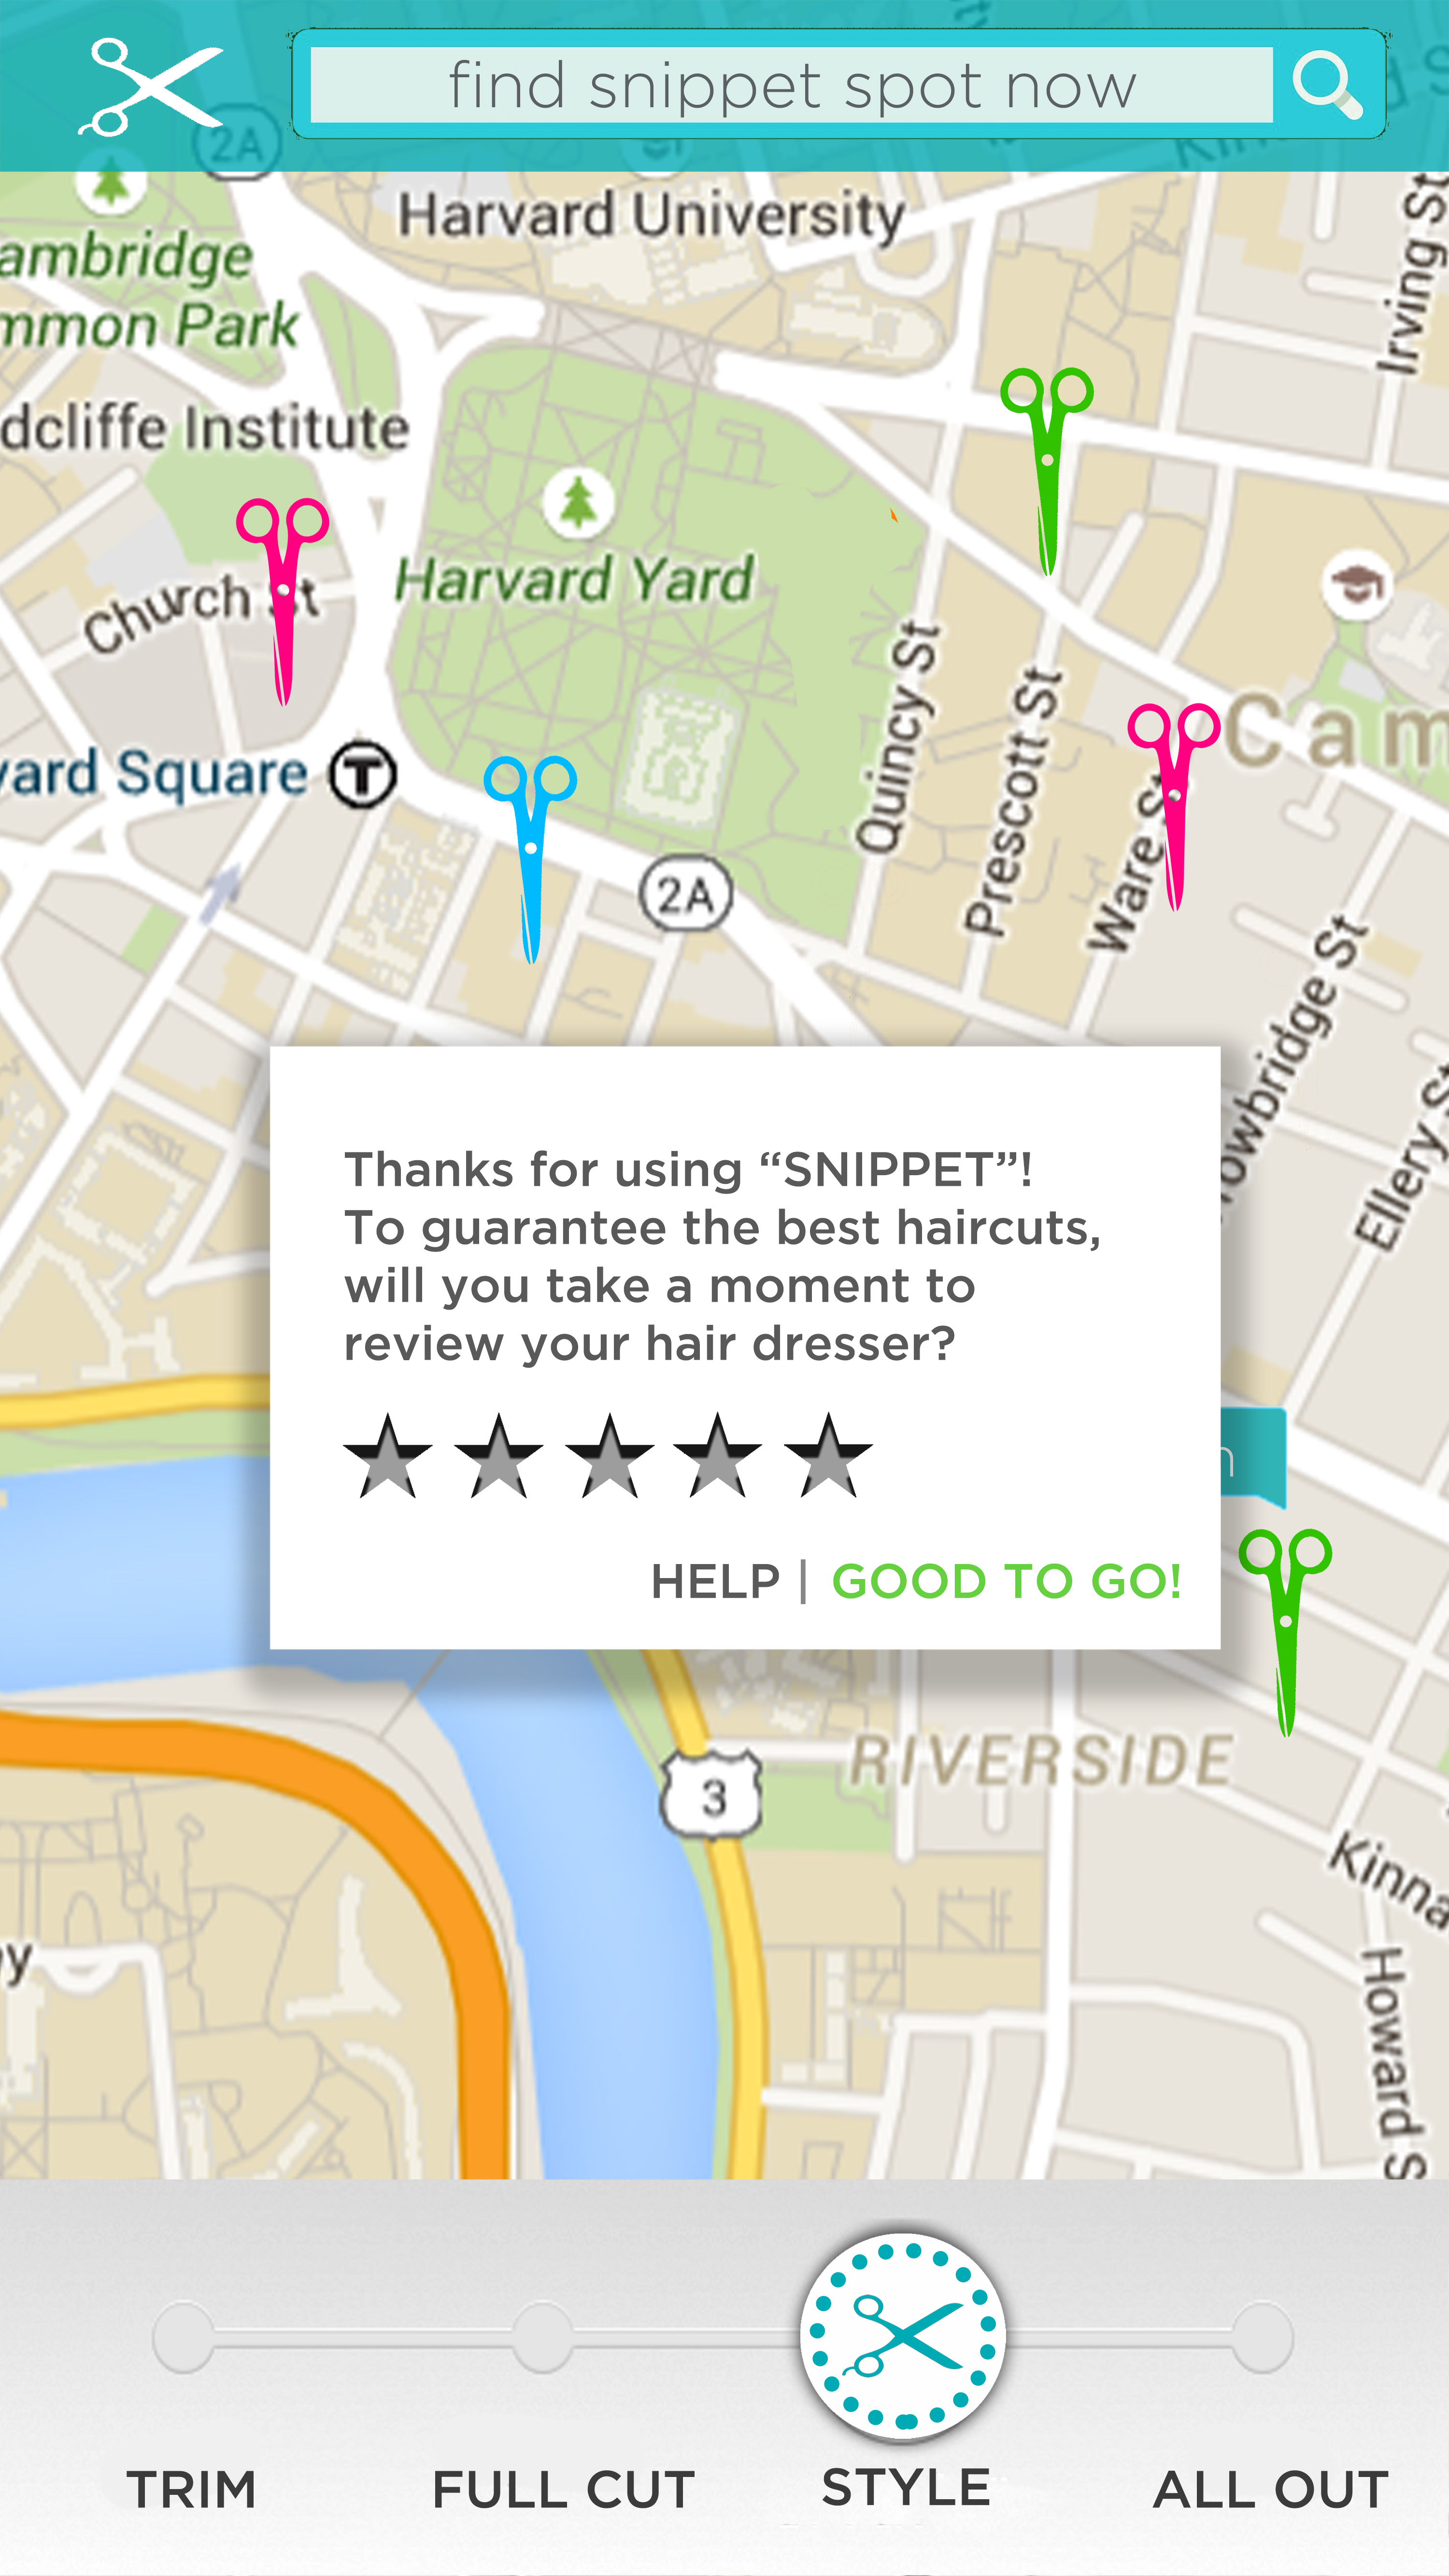 find snippet spot now
2A
Harvard University
Irving St
ambridge
mmon Park
dcliffe Institute
Harvard Yard
Church St
Quincy St
Prescott St
Cam
yard Square
T
Ware St
2A
rowbridge St
Ellery St
Thanks for using “SNIPPET”!
To guarantee the best haircuts,
will you take a moment to
review your hair dresser?
n
HELP | GOOD TO GO!
RIVERSIDE
3
Kinna
y
Howard S
TRIM
FULL CUT
STYLE
ALL OUT